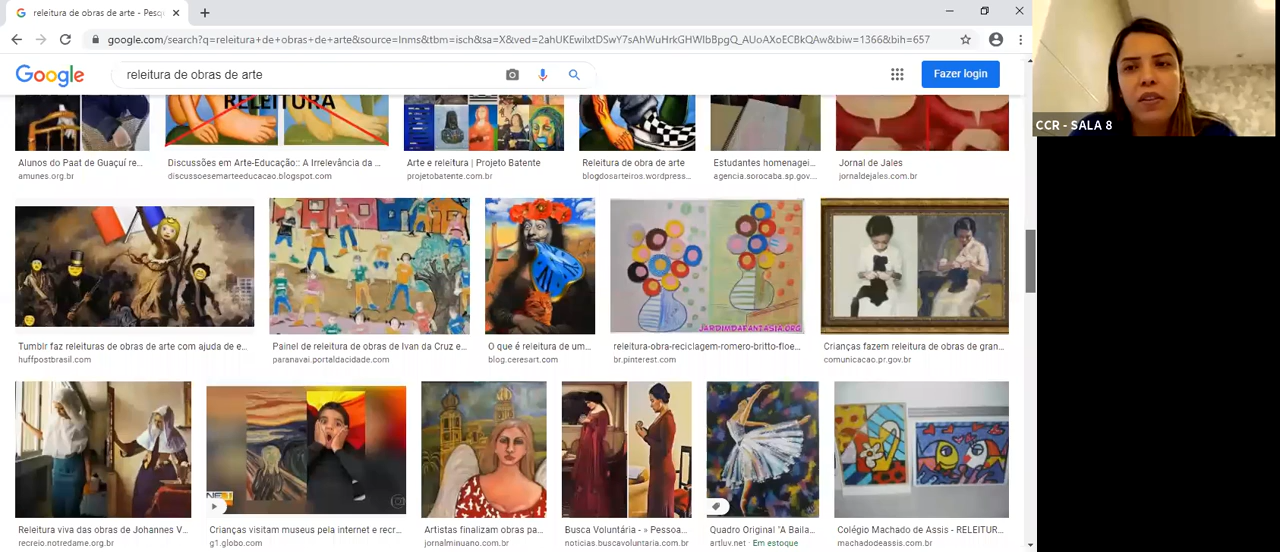 releitura de obras de arte - Pesq
google.com/search?q=releitura+de+obras+de+arte&source=lnms&tbm=isch&sa=X&ved=2ahUKEwiIxtDSwY7sAhWuHrkGHWIbBpgQ_AUoAXoECBkQAw&biw=1366&bih=657
Google
releitura de obras de arte
Fazer login
CCR - SALA 8
RELEITURA
Alunos do Paat de Guaçuí re...
Discussões em Arte-Educação:: A Irrelevância da ...
Arte e releitura | Projeto Batente
Releitura de obra de arte
Estudantes homenagei...
Jornal de Jales
amunes.org.br
discussoesemarteeducacao.blogspot.com
projetobatente.com.br
blogdosarteiros.wordpress...
agencia.sorocaba.sp.gov...
jornaldejales.com.br
JARDIMDAFANTASIA.ORG
Tumblr faz releituras de obras de arte com ajuda de e...
Painel de releitura de obras de Ivan da Cruz e...
O que é releitura de um...
releitura-obra-reciclagem-romero-britto-floe...
Crianças fazem releitura de obras de gran...
huffpostbrasil.com
paranavai.portaldacidade.com
blog.ceresart.com
br.pinterest.com
comunicacao.pr.gov.br
NET
Releitura viva das obras de Johannes V...
Crianças visitam museus pela internet e recr...
Artistas finalizam obras pa...
Busca Voluntária - » Pessoa...
Quadro Original "A Baila...
Colégio Machado de Assis - RELEITUR...
recreio.notredame.org.br
g1.globo.com
jornalminuano.com.br
noticias.buscavoluntaria.com.br
artluv.net · Em estoque
machadodeassis.com.br